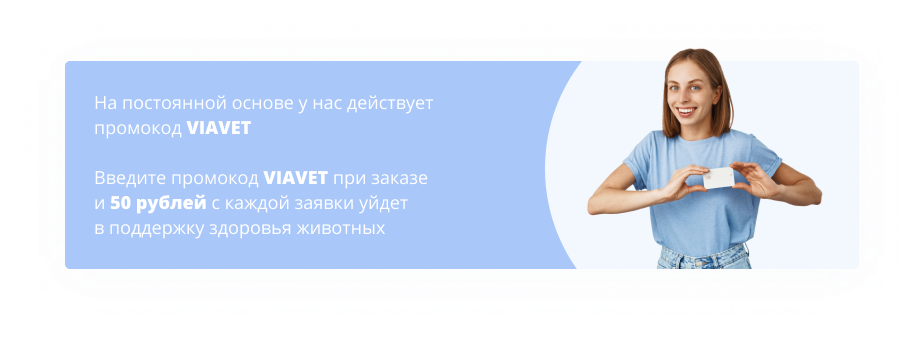 На постоянной основе у нас действует
промокод VIAVET
Введите промокод VIAVET при заказе
и 50 рублей с каждой заявки уйдет
в поддержку здоровья животных